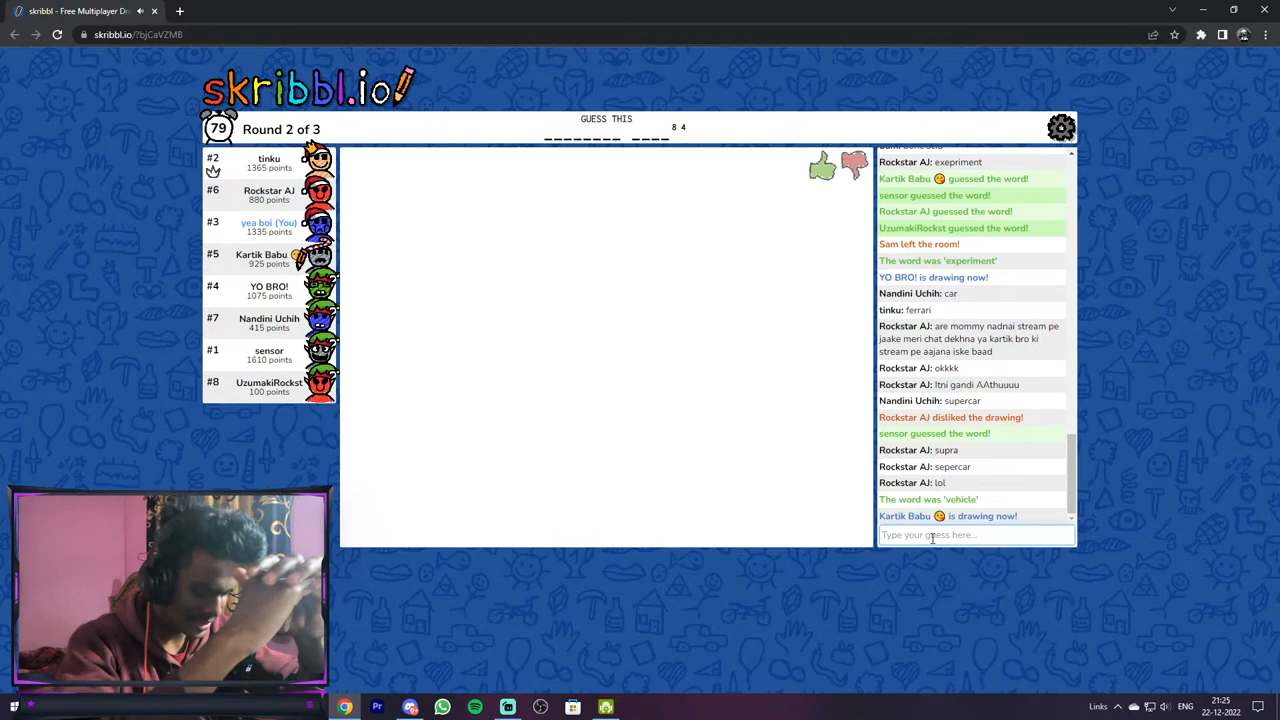 skribbl - Free Multiplayer Dr
skribbl.io/?bjCaVZMB
skribbl.io
79
Round 2 of 3
GUESS THIS
________ ____ 8 4
#2
tinku
1365 points
#6
Rockstar AJ
880 points
#3
yea boi (You)
1335 points
#5
Kartik Babu
925 points
#4
YO BRO!
1075 points
#7
Nandini Uchih
415 points
#1
sensor
1610 points
#8
UzumakiRockst
100 points
Rockstar AJ: exepriment
Kartik Babu 😋 guessed the word!
sensor guessed the word!
Rockstar AJ guessed the word!
UzumakiRockst guessed the word!
Sam left the room!
The word was 'experiment'
YO BRO! is drawing now!
Nandini Uchih: car
tinku: ferrari
Rockstar AJ: are mommy nadnai stream pe
jaake meri chat dekhna ya kartik bro ki
stream pe aajana iske baad
Rockstar AJ: okkkk
Rockstar AJ: Itni gandi AAthuuuu
Nandini Uchih: supercar
Rockstar AJ disliked the drawing!
sensor guessed the word!
Rockstar AJ: supra
Rockstar AJ: sepercar
Rockstar AJ: lol
The word was 'vehicle'
Kartik Babu 😋 is drawing now!
Type your guess here...
Links
ENG
21:25
22-12-2022